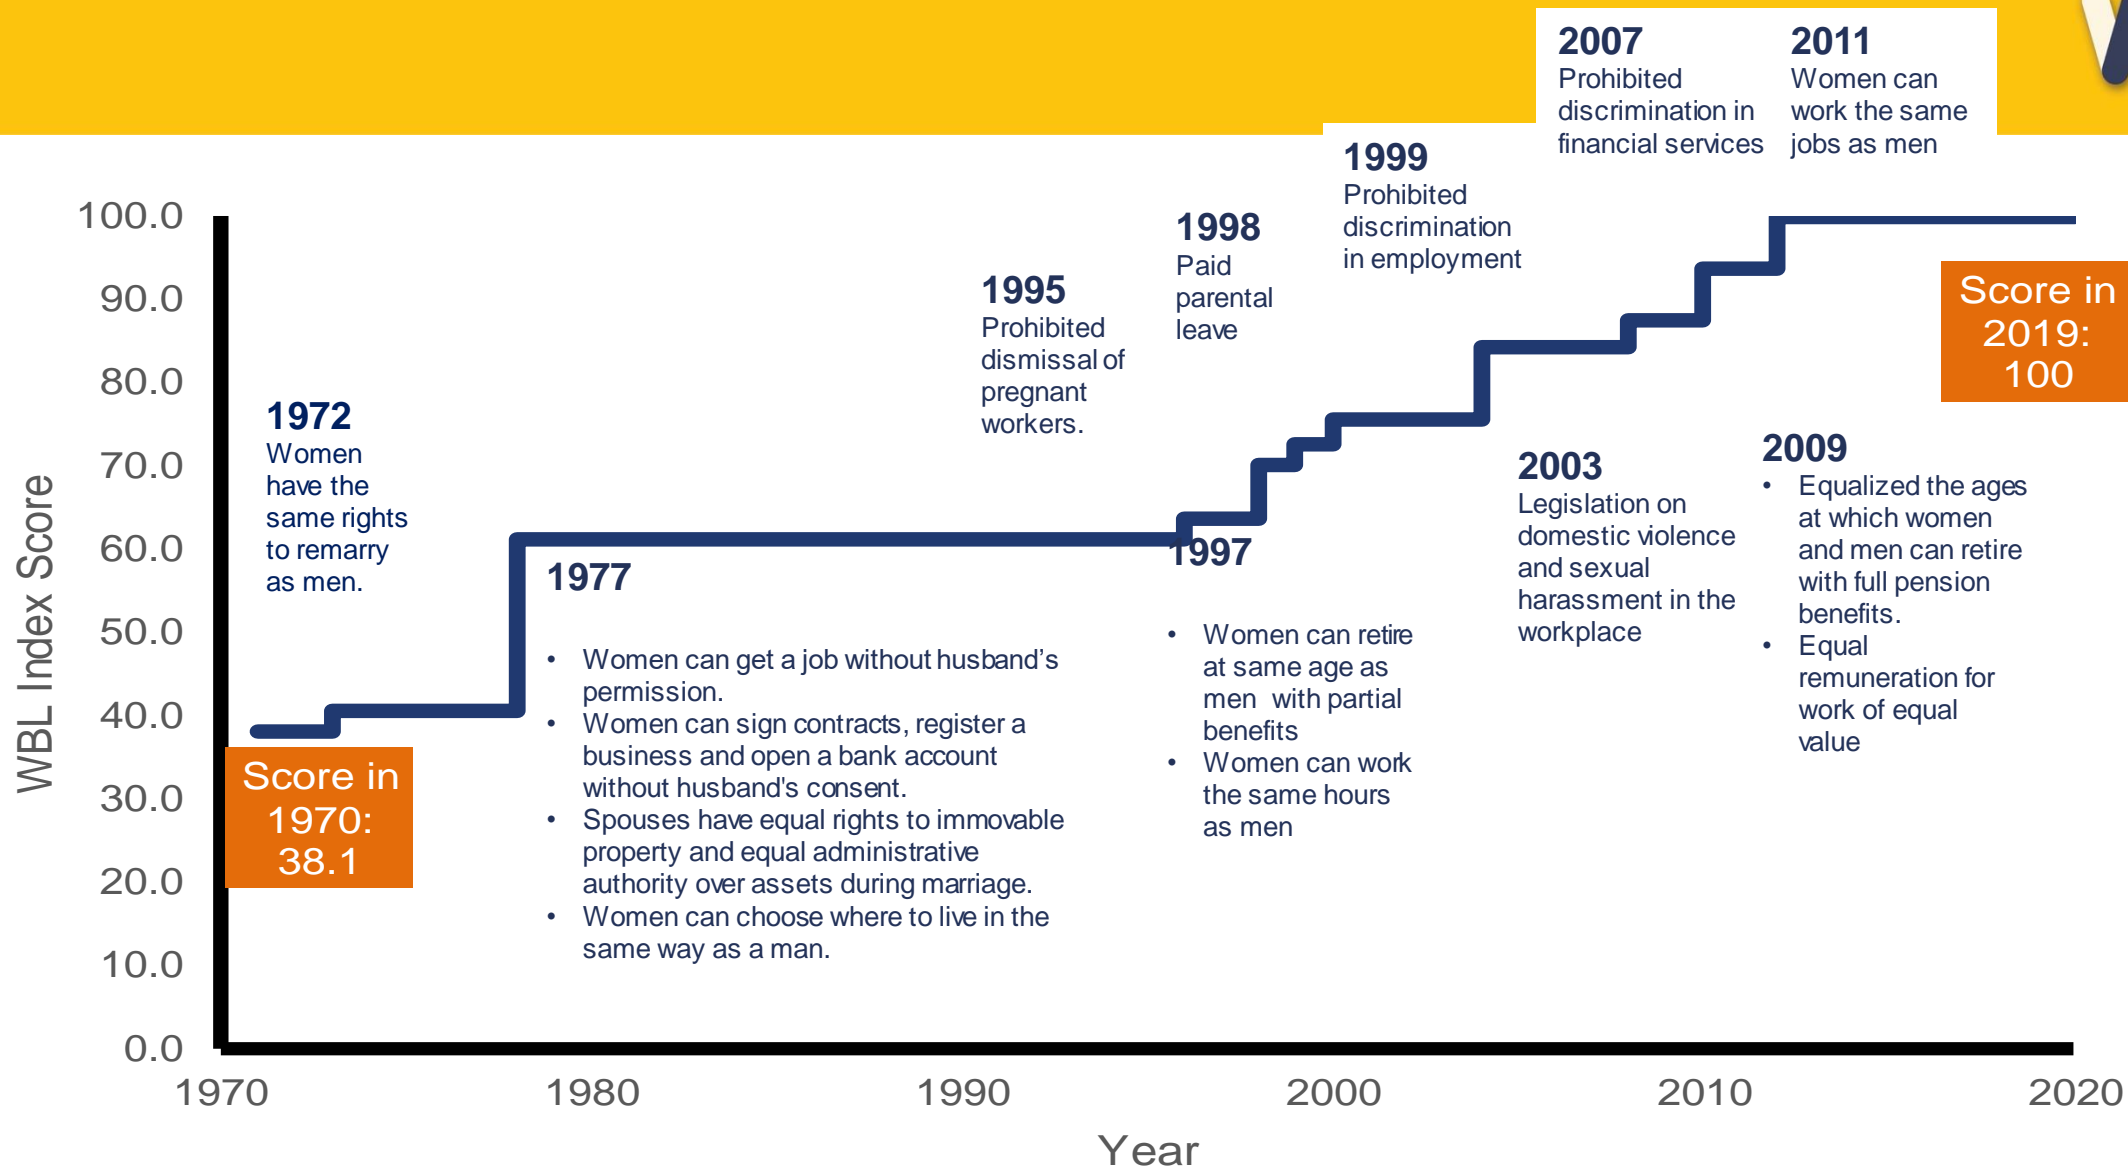 2007
Prohibited
discrimination in
financial services
2011
Women can
work the same
jobs as men
1999
Prohibited
discrimination
in employment
1998
Paid
parental
leave
1995
Prohibited
dismissal of
pregnant
workers.
1972
Women
have the
same rights
to remarry
as men.
WBL Index Score
100.0
90.0
80.0
70.0
60.0
50.0
40.0
30.0
20.0
10.0
0.0
Score in
2019:
100
Score in
1970:
38.1
1977
• Women can get a job without husband’s
permission.
• Women can sign contracts, register a
business and open a bank account
without husband's consent.
• Spouses have equal rights to immovable
property and equal administrative
authority over assets during marriage.
• Women can choose where to live in the
same way as a man.
1997
• Women can retire
at same age as
men with partial
benefits
• Women can work
the same hours
as men
2003
Legislation on
domestic violence
and sexual
harassment in the
workplace
2009
• Equalized the ages
at which women
and men can retire
with full pension
benefits.
• Equal
remuneration for
work of equal
value
1970
1980
1990
2000
2010
2020
Year